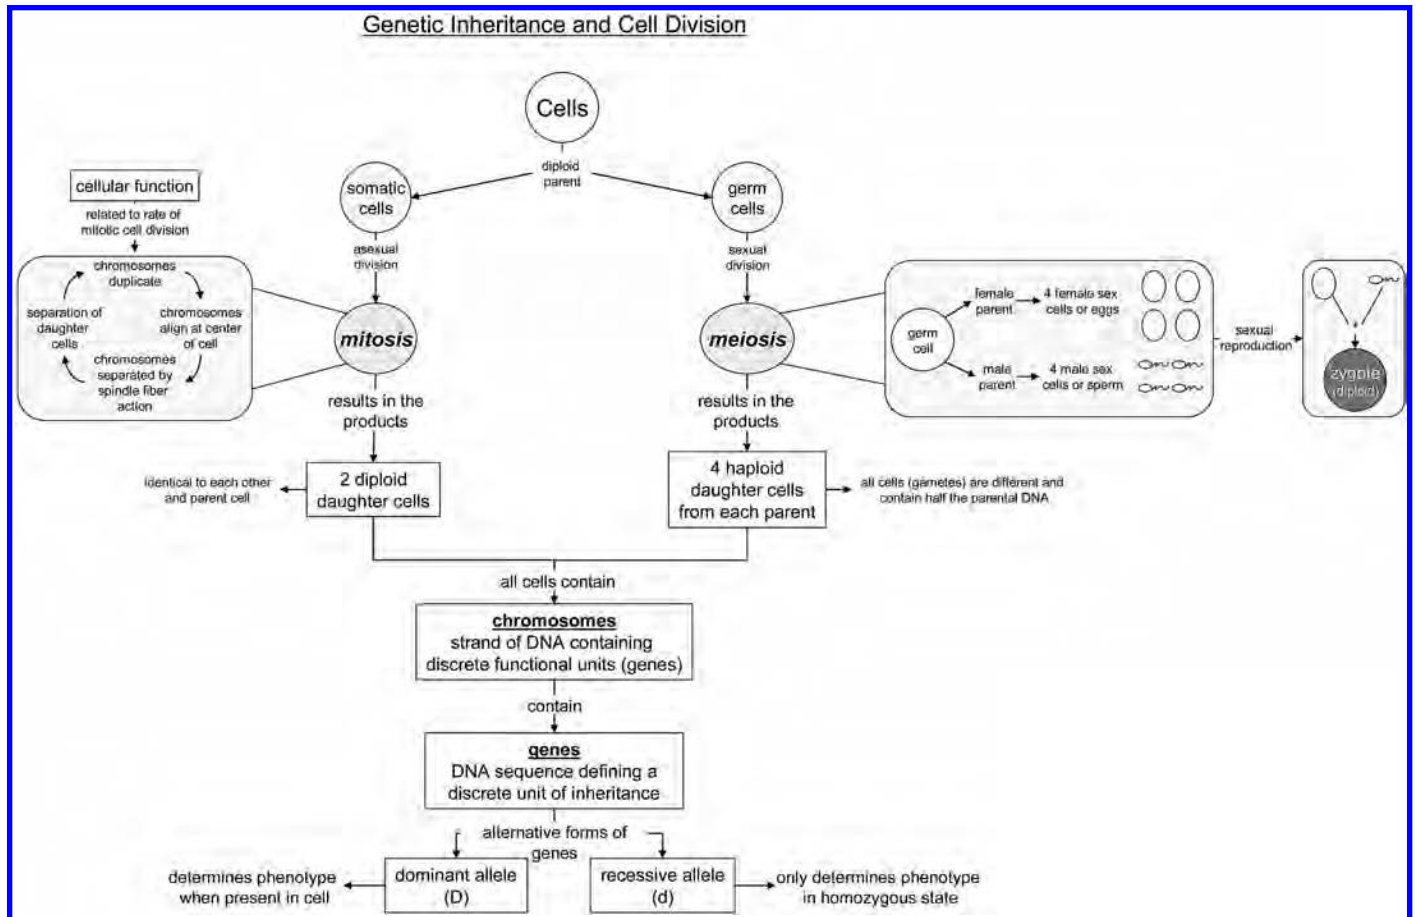 Genetic Inheritance and Cell Division
Cells
diploid
parent
somatic
cells
germ
cells
cellular function
related to rate of
mitotic cell division
chromosomes
duplicate
chromosomes
align at center
of cell
chromosomes
separated by
spindle fiber
action
separation of
daughter
cells
asexual
division
sexual
division
mitosis
meiosis
germ
cell
female
parent
4 female sex
cells or eggs
male
parent
4 male sex
cells or sperm
sexual
reproduction
zygote
(diploid)
results in the
products
results in the
products
identical to each other
and parent cell
2 diploid
daughter cells
4 haploid
daughter cells
from each parent
all cells (gametes) are different and
contain half the parental DNA
all cells contain
chromosomes
strand of DNA containing
discrete functional units (genes)
contain
genes
DNA sequence defining a
discrete unit of inheritance
alternative forms of
genes
determines phenotype
when present in cell
dominant allele
(D)
recessive allele
(d)
only determines phenotype
in homozygous state